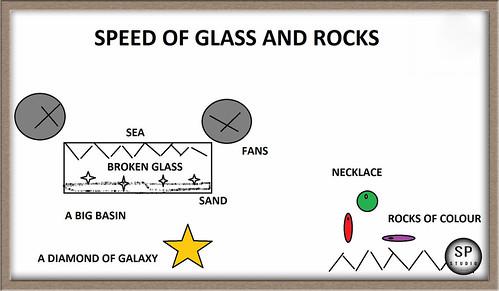 SPEED OF GLASS AND ROCKS
SEA
FANS
BROKEN GLASS
SAND
A BIG BASIN
A DIAMOND OF GALAXY
NECKLACE
ROCKS OF COLOUR
SP
STUDIO